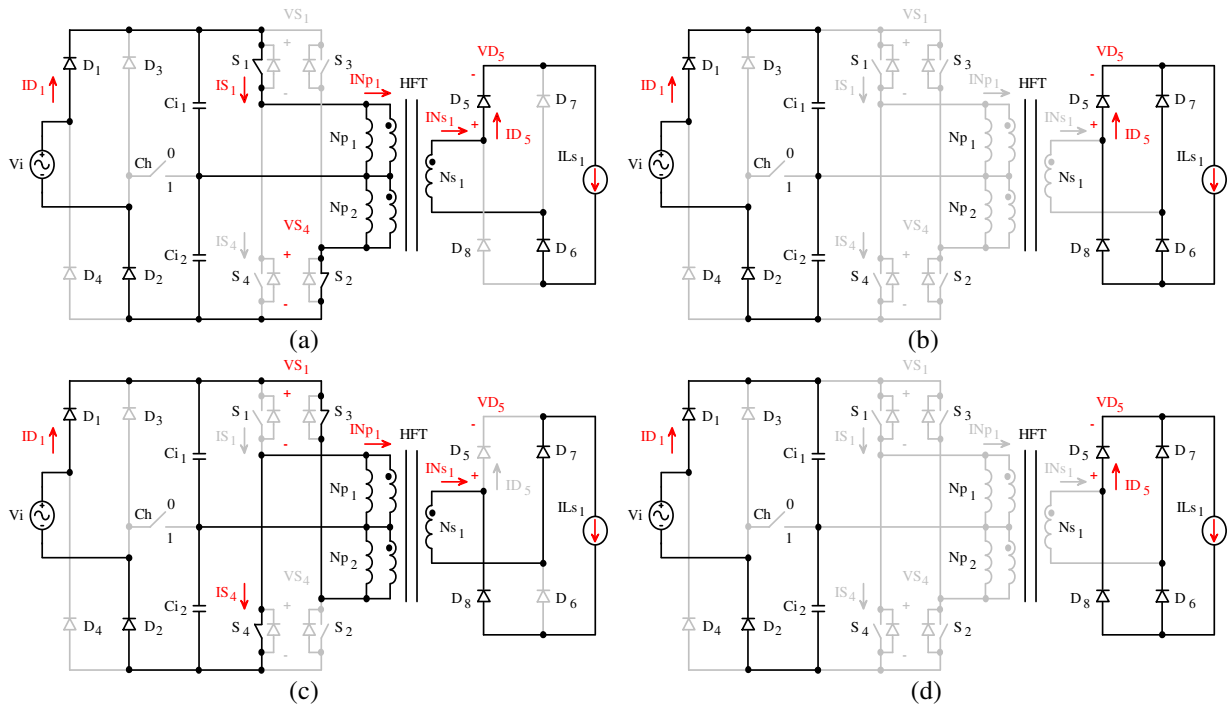 VS1
D1 D3 S1 + S3 HFT VD5
ID1 IS1 - INp1 - D5 D7
Ci1 INs1 + ID5
Vi Ch 0 1 Np1 Ns1 ILs1
Np2
Ci2 IS4 VS4 + D8 D6
D4 D2 S4 - S2
(a)
D1 D3 S1 VS1 + S3 HFT VD5
ID1 IS1 - INp1 - D5 D7
Ci1 INs1 + ID5
Vi Ch 0 1 Np1 Ns1 ILs1
Np2
Ci2 IS4 VS4 + D8 D6
D4 D2 S4 - S2
(b)
VS1
D1 D3 S1 + S3 HFT VD5
ID1 IS1 - INp1 - D5 D7
Ci1 INs1 + ID5
Vi Ch 0 1 Np1 Ns1 ILs1
Np2
Ci2 IS4 VS4 + D8 D6
D4 D2 S4 - S2
(c)
D1 D3 S1 VS1 + S3 HFT VD5
ID1 IS1 - INp1 - D5 D7
Ci1 INs1 + ID5
Vi Ch 0 1 Np1 Ns1 ILs1
Np2
Ci2 IS4 VS4 + D8 D6
D4 D2 S4 - S2
(d)